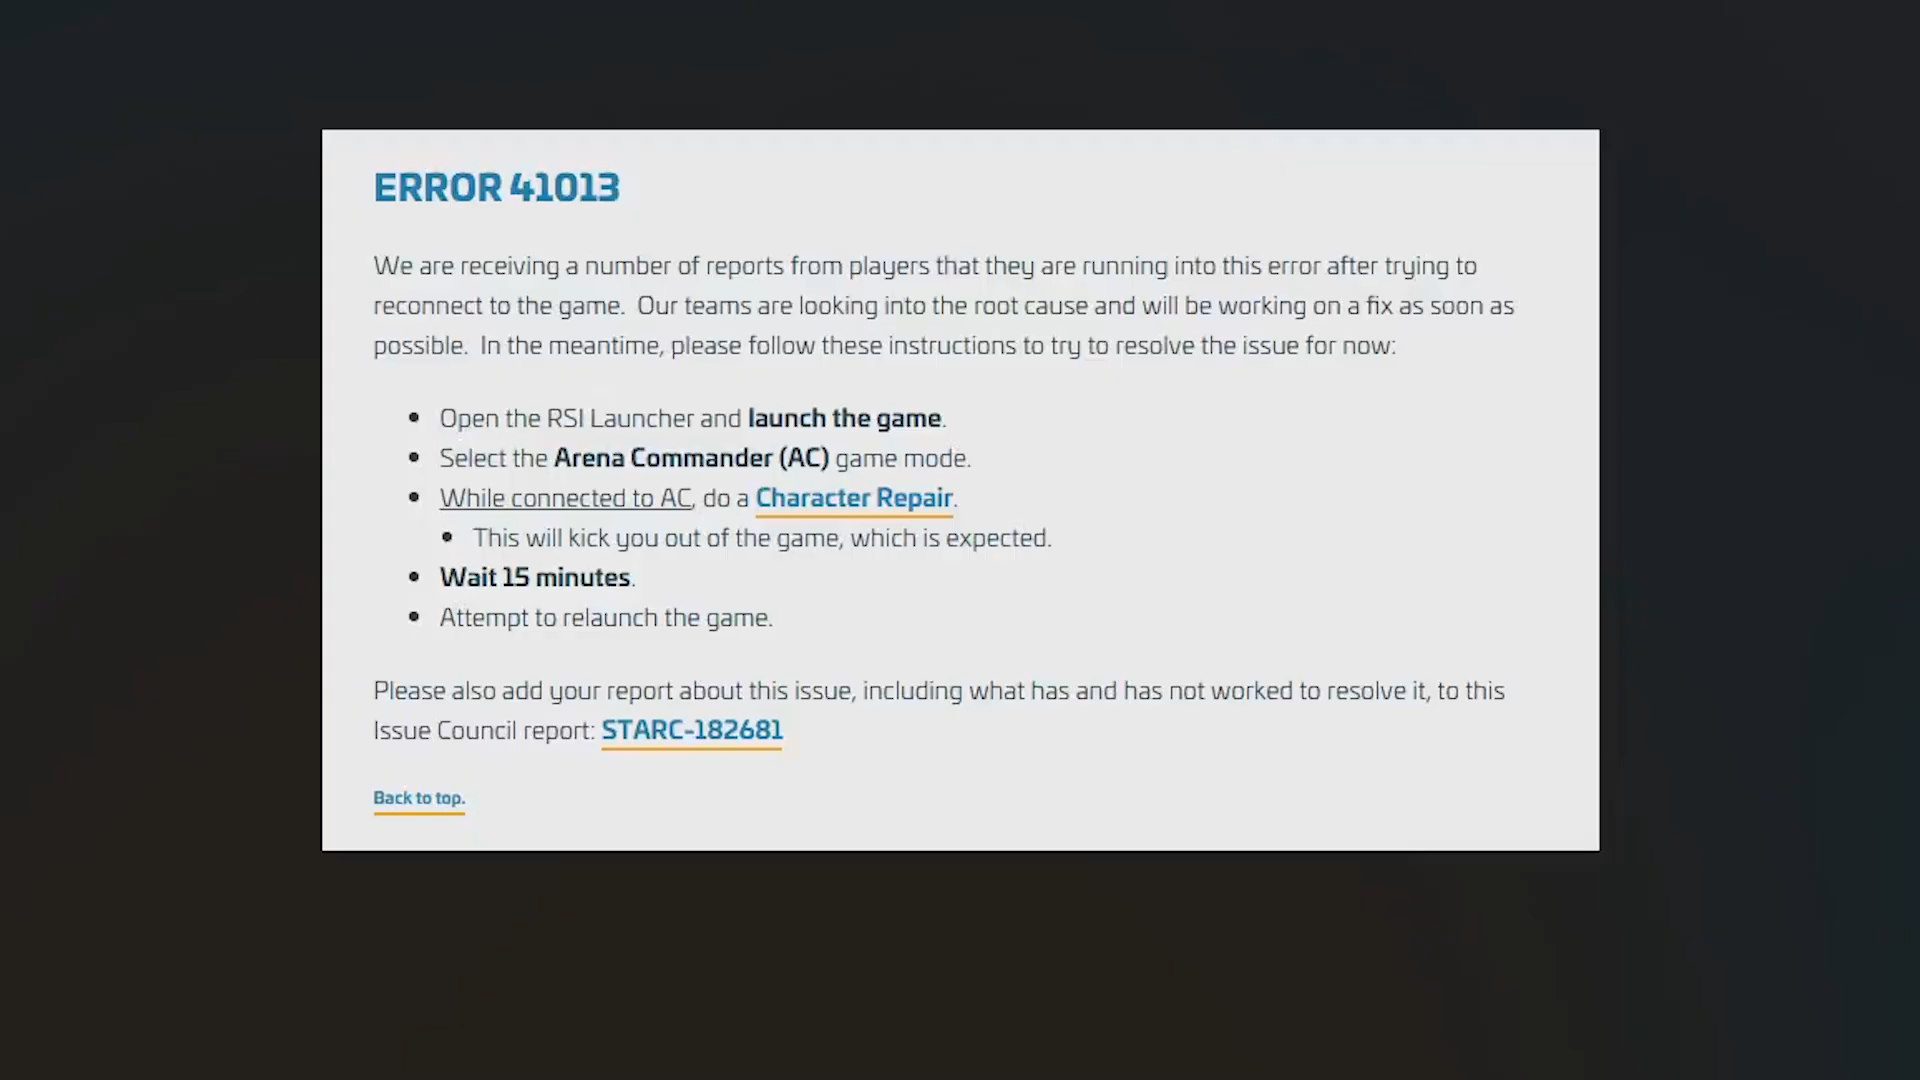 ERROR 41013
We are receiving a number of reports from players that they are running into this error after trying to
reconnect to the game.  Our teams are looking into the root cause and will be working on a fix as soon as
possible.  In the meantime, please follow these instructions to try to resolve the issue for now:
• Open the RSI Launcher and launch the game.
• Select the Arena Commander (AC) game mode.
• While connected to AC, do a Character Repair.
• This will kick you out of the game, which is expected.
• Wait 15 minutes.
• Attempt to relaunch the game.
Please also add your report about this issue, including what has and has not worked to resolve it, to this
Issue Council report: STARC-182681
Back to top.